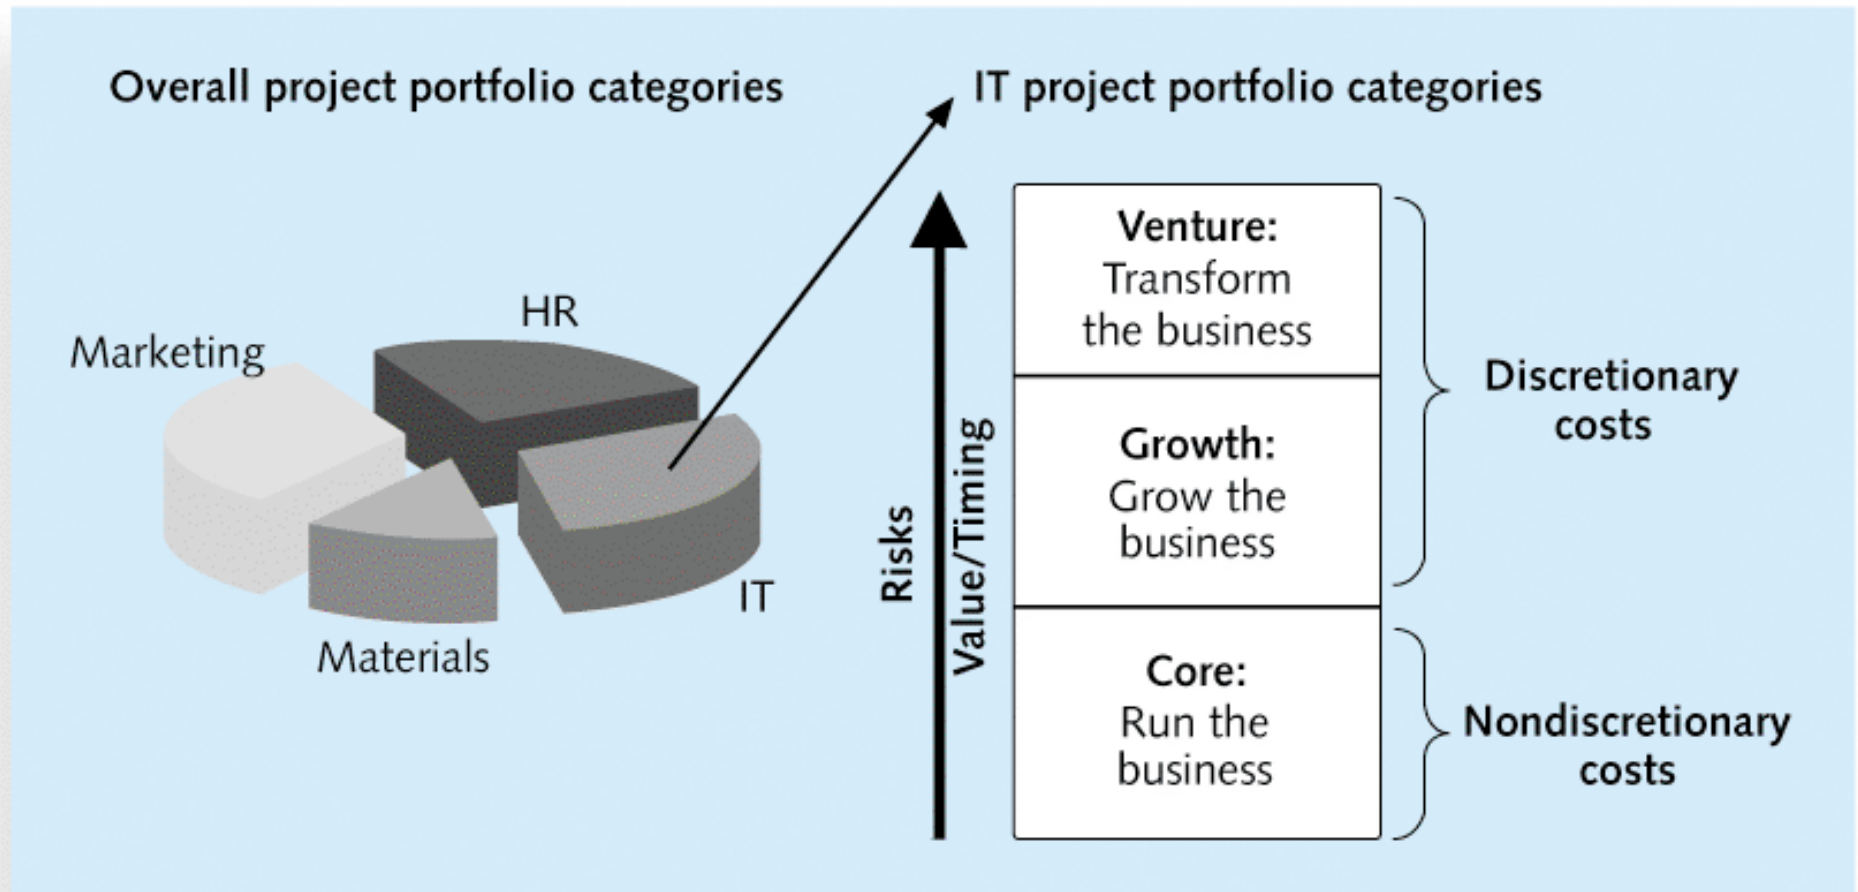 Overall project portfolio categories
IT project portfolio categories
Marketing
HR
Materials
IT
Risks
Value/Timing
Venture:
Transform
the business
Growth:
Grow the
business
Core:
Run the
business
Discretionary
costs
Nondiscretionary
costs